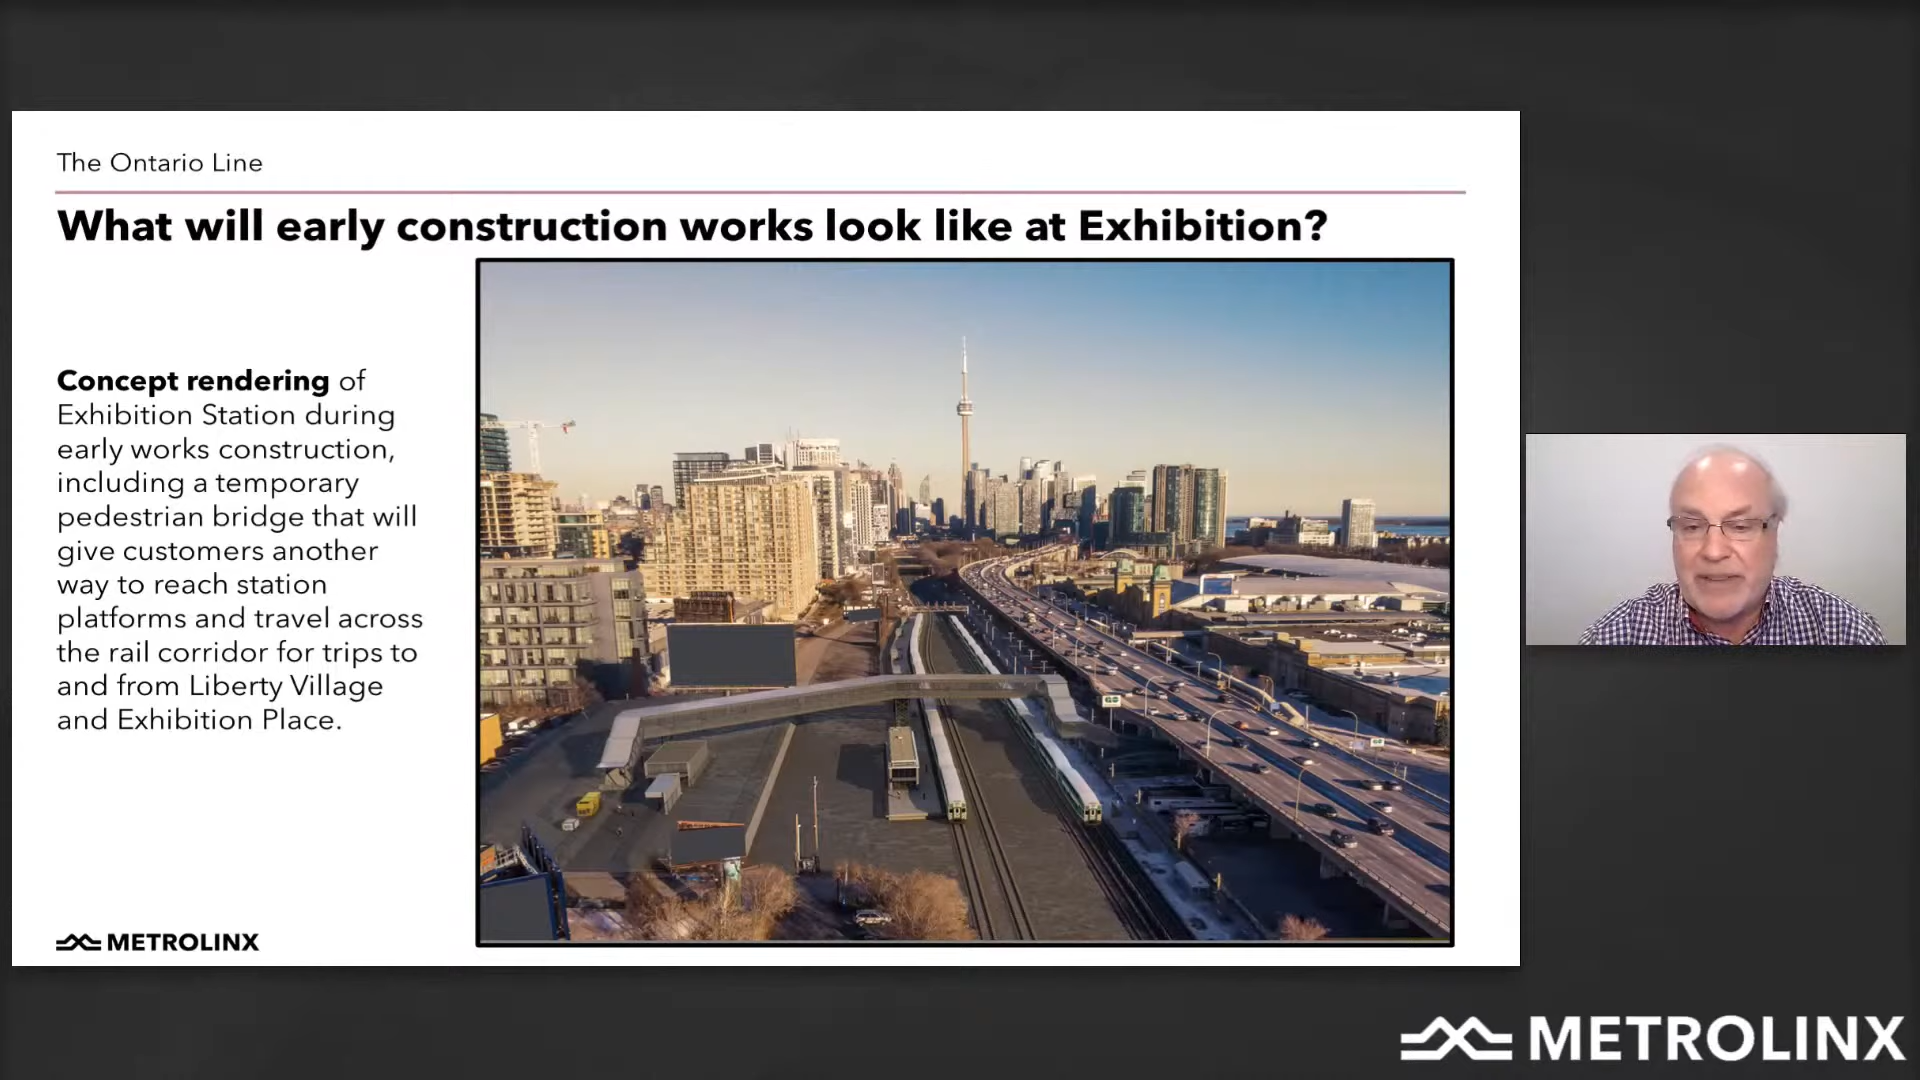 The Ontario Line
What will early construction works look like at Exhibition?
Concept rendering of
Exhibition Station during
early works construction,
including a temporary
pedestrian bridge that will
give customers another
way to reach station
platforms and travel across
the rail corridor for trips to
and from Liberty Village
and Exhibition Place.
METROLINX
METROLINX